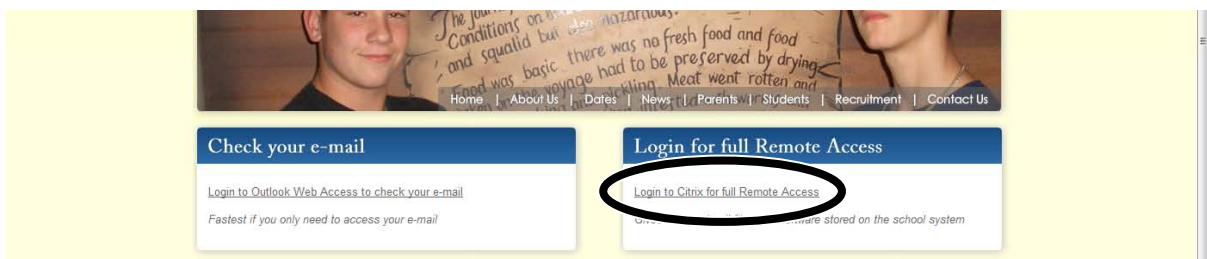 The jour
Conditions on hazardous.
and squalid but also
there was no fresh food and food
Food was basic
had to be preserved by drying
the voyage pickling. Meat went rotten and
Home | About Us | Dates | News | Parents | Students | Recruitment | Contact Us
Check your e-mail
Login to Outlook Web Access to check your e-mail
Fastest if you only need to access your e-mail
Login for full Remote Access
Login to Citrix for full Remote Access
stored on the school system